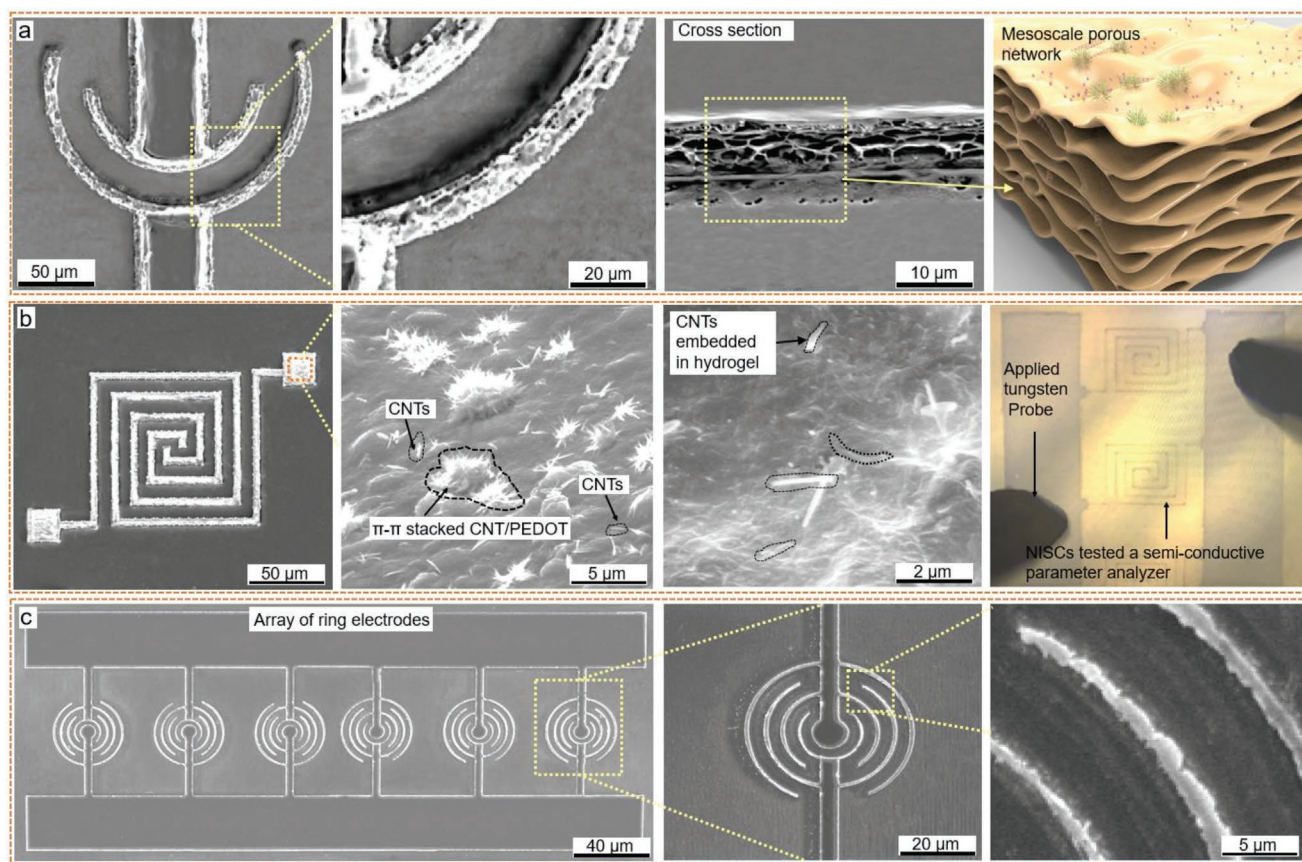 a
Cross section
Mesoscale porous
network
50 µm
20 µm
10 µm
b
CNTs
CNTs
π-π stacked CNT/PEDOT
CNTs
embedded
in hydrogel
Applied
tungsten
Probe
NISCs tested a semi-conductive
parameter analyzer
50 µm
5 µm
2 µm
c
Array of ring electrodes
40 µm
20 µm
5 µm